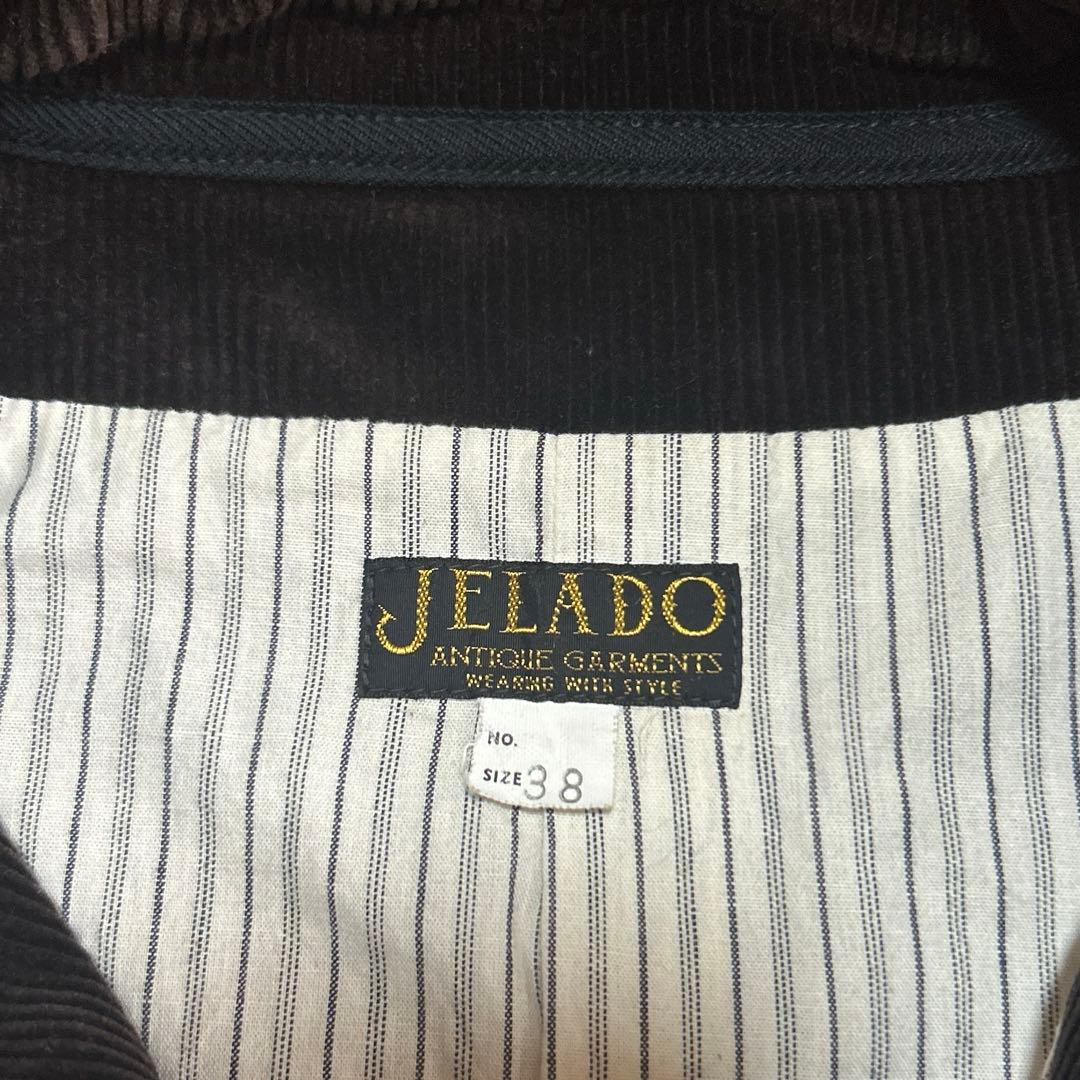 JELADO
ANTIQUE GARMENTS
WEARING WITH STYLE
NO.
SIZE 38